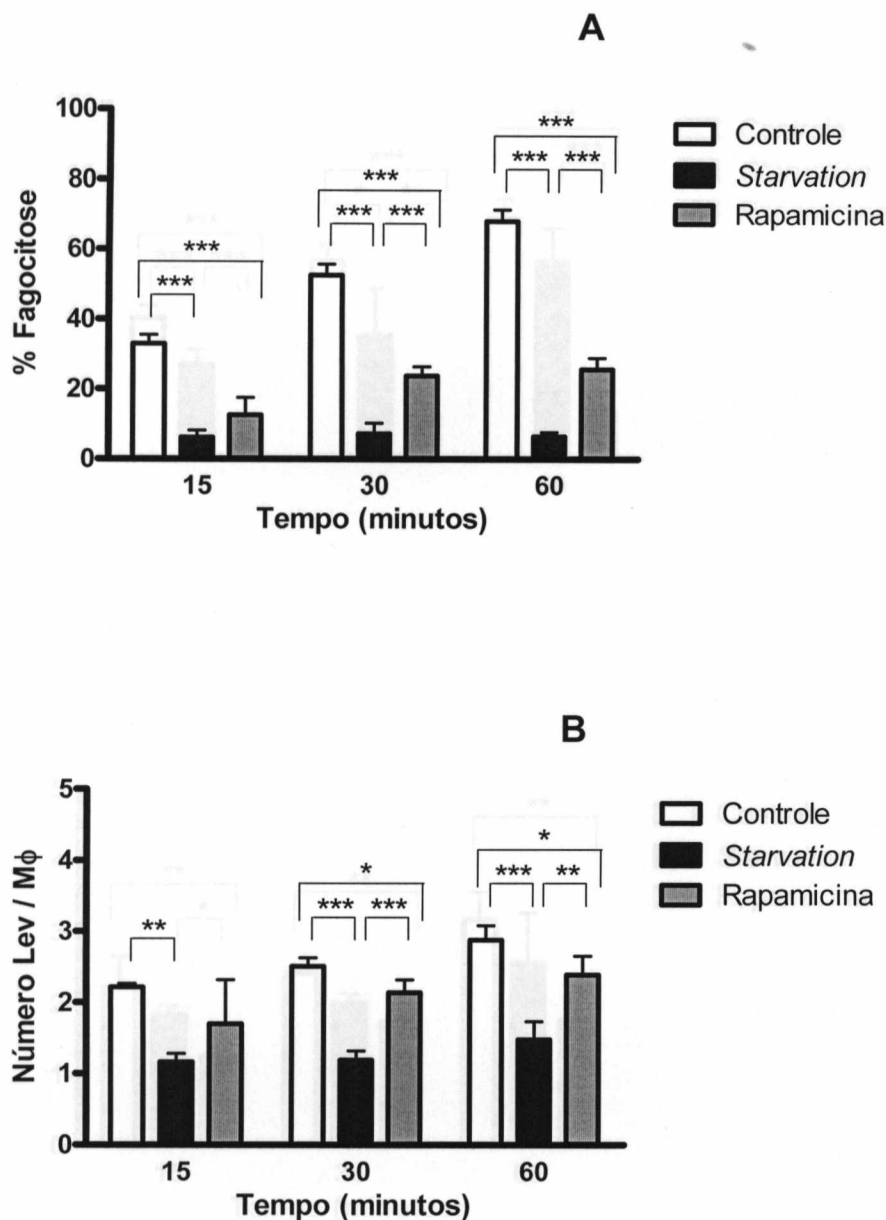 A
100
80
60
40
20
0
% Fagocitose
***
***
***
***
***
***
***
***
15
30
60
Tempo (minutos)
Controle
Starvation
Rapamicina
B
5
4
3
2
1
0
Número Lev / Mϕ
**
*
***
***
*
***
**
15
30
60
Tempo (minutos)
Controle
Starvation
Rapamicina